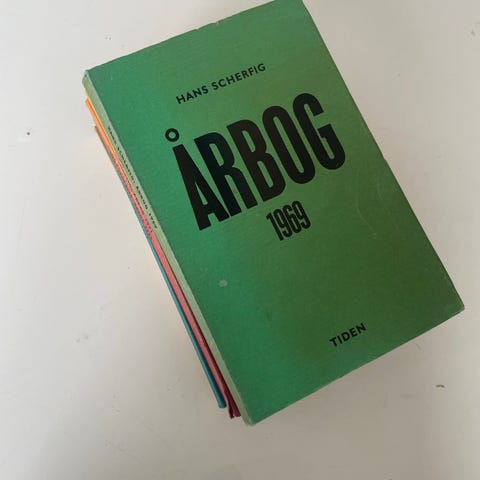 HANS SCHERFIG
ÅRBOG
1969
TIDEN